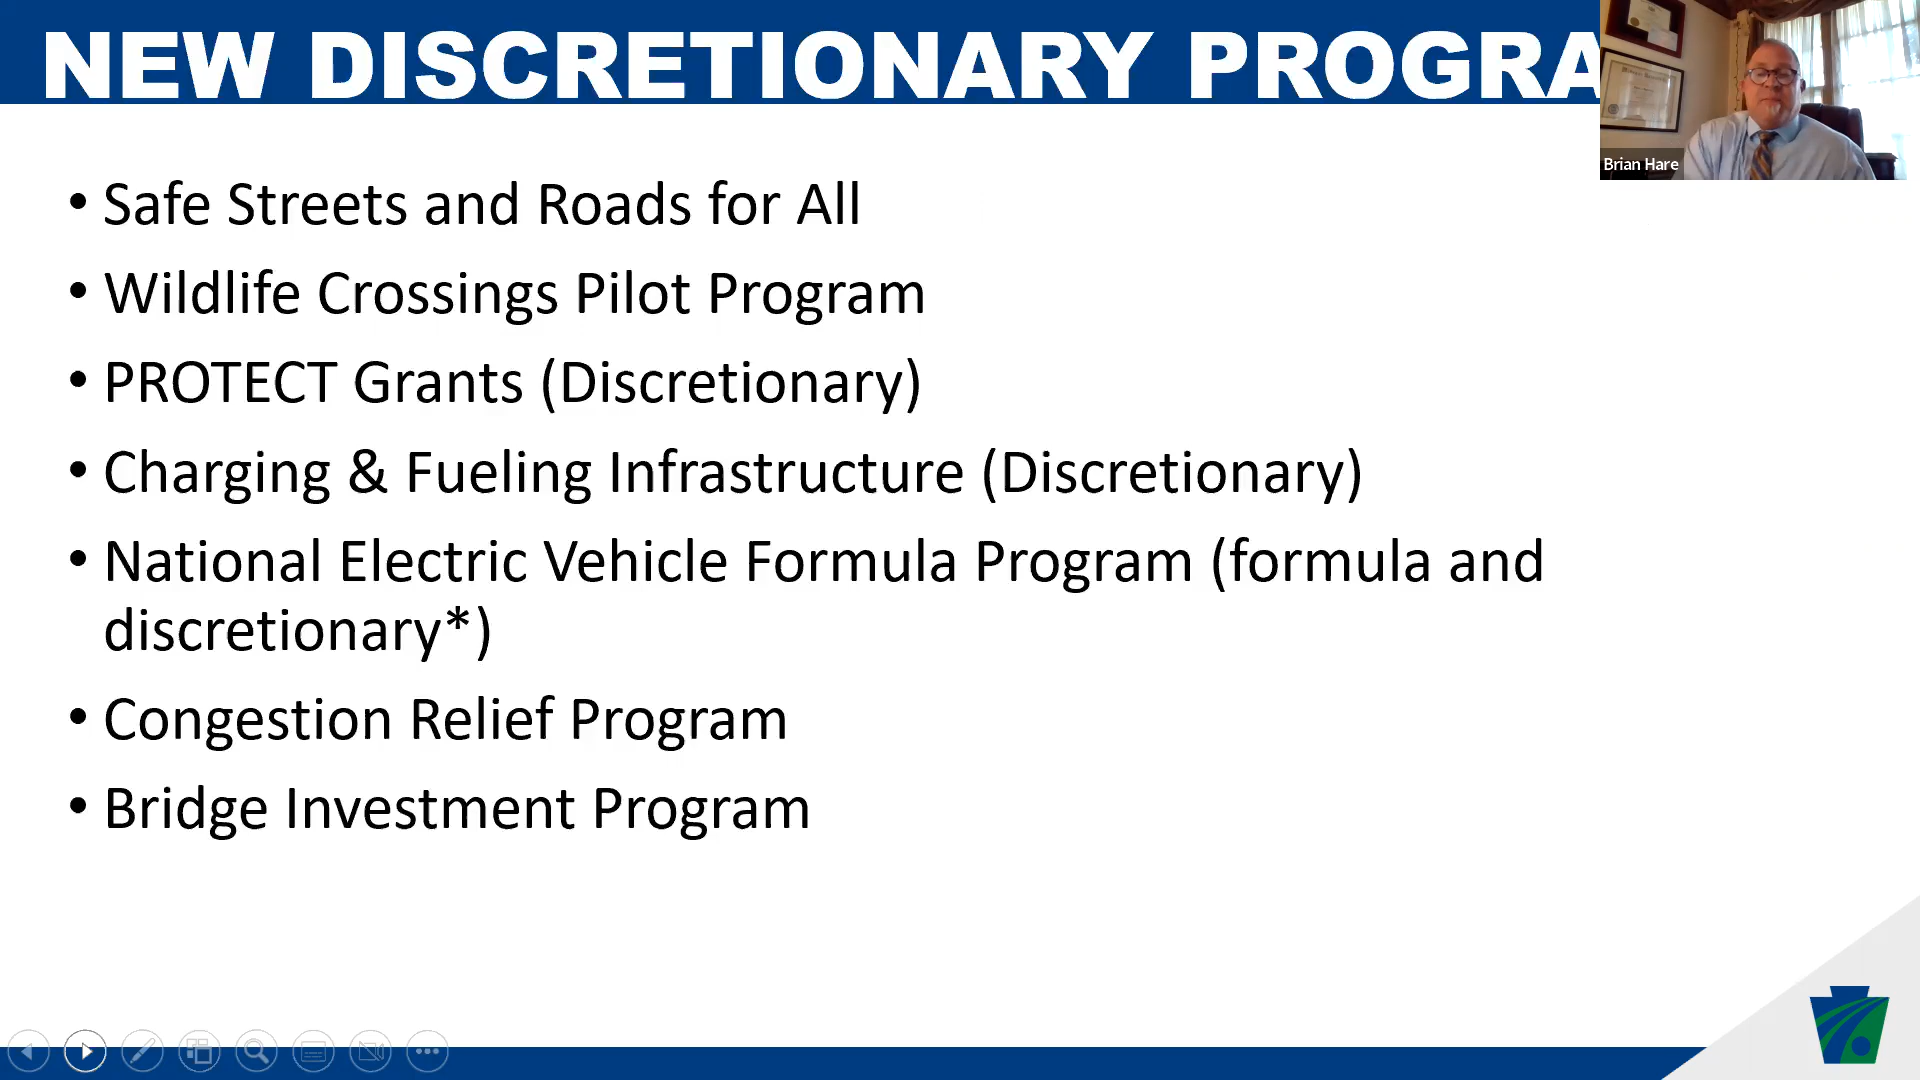 NEW DISCRETIONARY PROGRA
Brian Hare
• Safe Streets and Roads for All
• Wildlife Crossings Pilot Program
• PROTECT Grants (Discretionary)
• Charging & Fueling Infrastructure (Discretionary)
• National Electric Vehicle Formula Program (formula and
discretionary*)
• Congestion Relief Program
• Bridge Investment Program